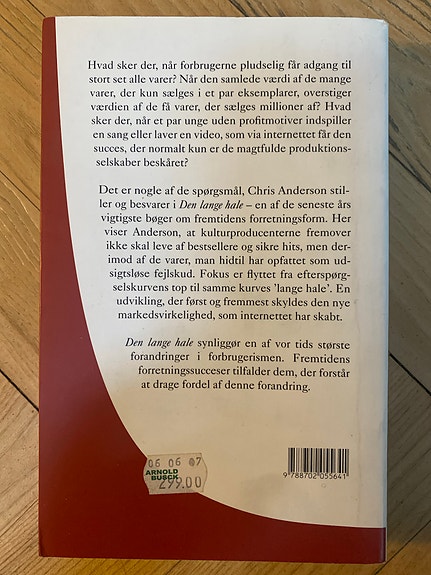 Hvad sker der, når forbrugerne pludselig får adgang til
stort set alle varer? Når den samlede værdi af de mange
varer, der kun sælges i et par eksemplarer, overstiger
værdien af de få varer, der sælges millioner af? Hvad
sker der, når et par unge uden profitmotiver indspiller
en sang eller laver en video, som via internettet får den
succes, der normalt kun er de magtfulde produktions-
selskaber beskåret?
Det er nogle af de spørgsmål, Chris Anderson stil-
ler og besvarer i Den lange hale – en af de seneste års
vigtigste bøger om fremtidens forretningsform. Her
viser Anderson, at kulturproducenterne fremover
ikke skal leve af bestsellere og sikre hits, men der-
imod af de varer, man hidtil har opfattet som ud-
sigtsløse fejlskud. Fokus er flyttet fra efterspørg-
selskurvens top til samme kurves 'lange hale'. En
udvikling, der først og fremmest skyldes den nye
markedsvirkelighed, som internettet har skabt.
Den lange hale synliggør en af vor tids største
forandringer i forbrugerismen. Fremtidens
forretningssucceser tilfalder dem, der forstår
at drage fordel af denne forandring.
06 06 07
ARNOLD
BUSCK
299.00
9 788702 055641